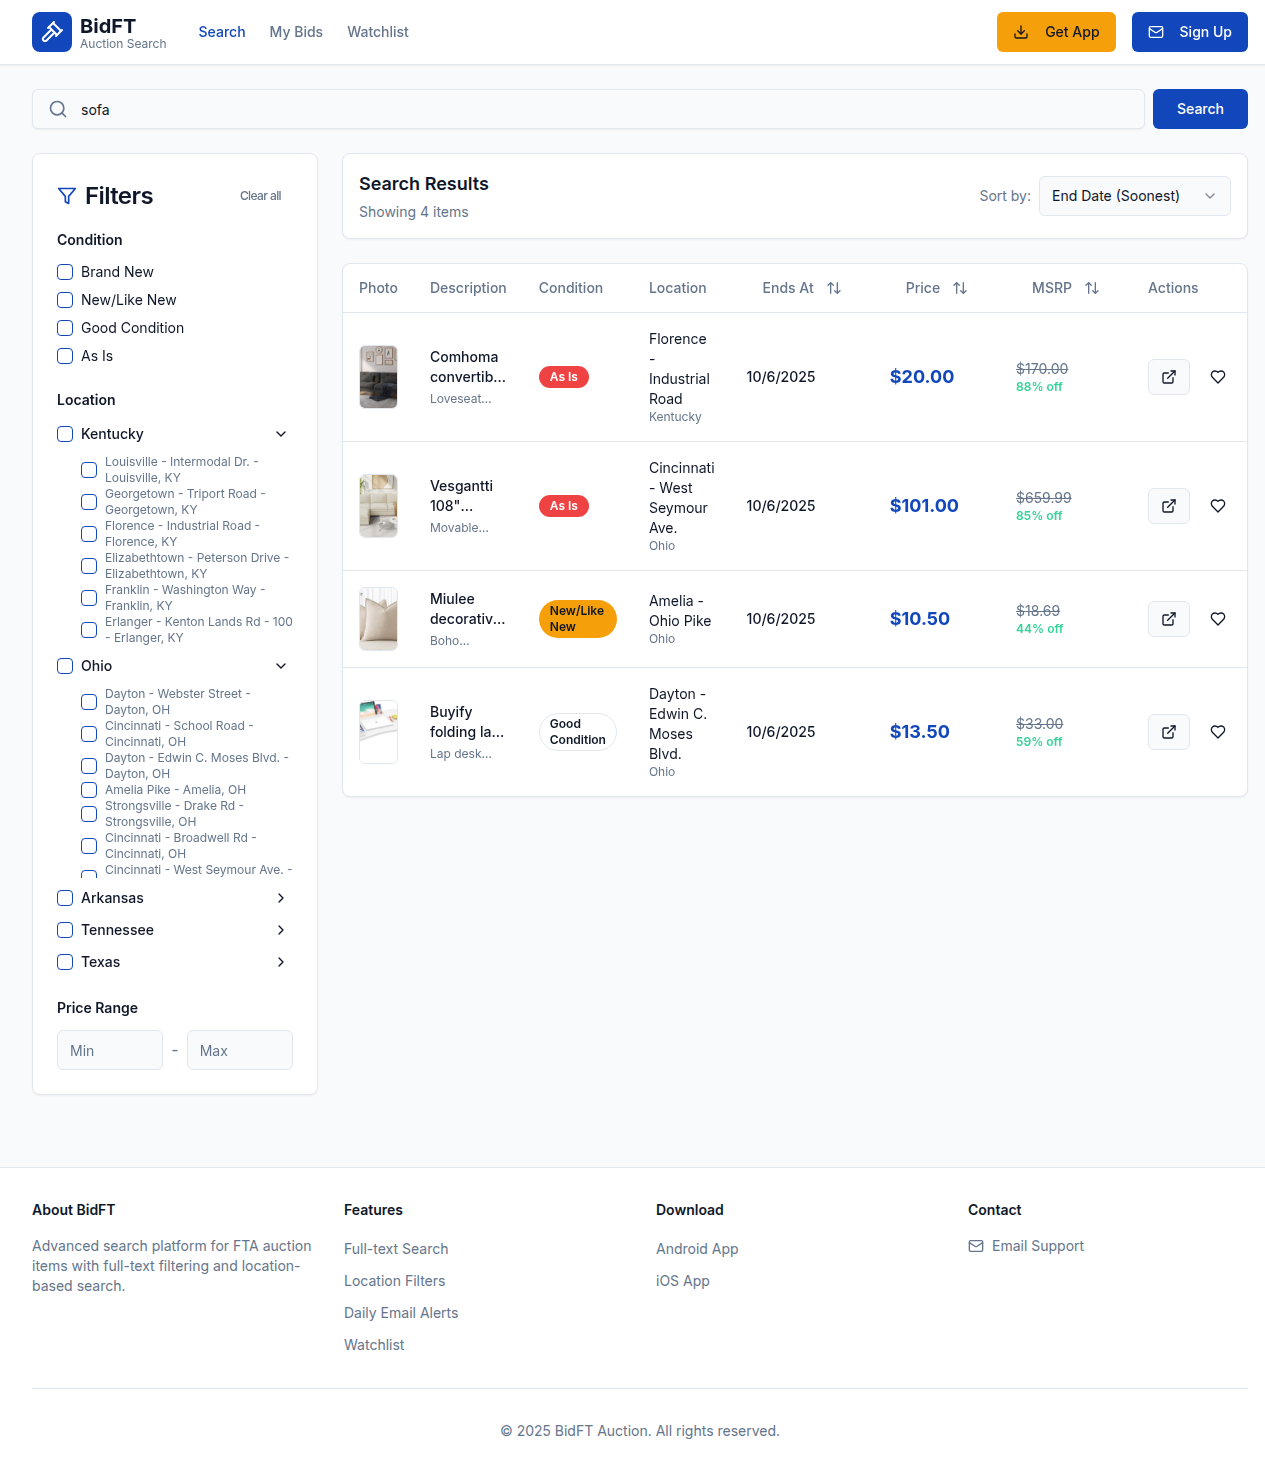 BidFT
Auction Search
Search
My Bids
Watchlist
Get App
Sign Up
sofa
Search
Filters
Clear all
Condition
Brand New
New/Like New
Good Condition
As Is
Location
Kentucky
Louisville - Intermodal Dr. -
Louisville, KY
Georgetown - Triport Road -
Georgetown, KY
Florence - Industrial Road -
Florence, KY
Elizabethtown - Peterson Drive -
Elizabethtown, KY
Franklin - Washington Way -
Franklin, KY
Erlanger - Kenton Lands Rd - 100
- Erlanger, KY
Ohio
Dayton - Webster Street -
Dayton, OH
Cincinnati - School Road -
Cincinnati, OH
Dayton - Edwin C. Moses Blvd. -
Dayton, OH
Amelia Pike - Amelia, OH
Strongsville - Drake Rd -
Strongsville, OH
Cincinnati - Broadwell Rd -
Cincinnati, OH
Cincinnati - West Seymour Ave. -
Arkansas
Tennessee
Texas
Price Range
Min
-
Max
Search Results
Showing 4 items
Sort by:
End Date (Soonest)
Photo
Description
Condition
Location
Ends At
Price
MSRP
Actions
Comhoma
convertib...
Loveseat...
As Is
Florence
-
Industrial
Road
Kentucky
10/6/2025
$20.00
$170.00
88% off
Vesgantti
108"...
Movable...
As Is
Cincinnati
- West
Seymour
Ave.
Ohio
10/6/2025
$101.00
$659.99
85% off
Miulee
decorativ...
Boho...
New/Like
New
Amelia -
Ohio Pike
Ohio
10/6/2025
$10.50
$18.69
44% off
Buyify
folding la...
Lap desk...
Good
Condition
Dayton -
Edwin C.
Moses
Blvd.
Ohio
10/6/2025
$13.50
$33.00
59% off
About BidFT
Advanced search platform for FTA auction
items with full-text filtering and location-
based search.
Features
Full-text Search
Location Filters
Daily Email Alerts
Watchlist
Download
Android App
iOS App
Contact
Email Support
© 2025 BidFT Auction. All rights reserved.